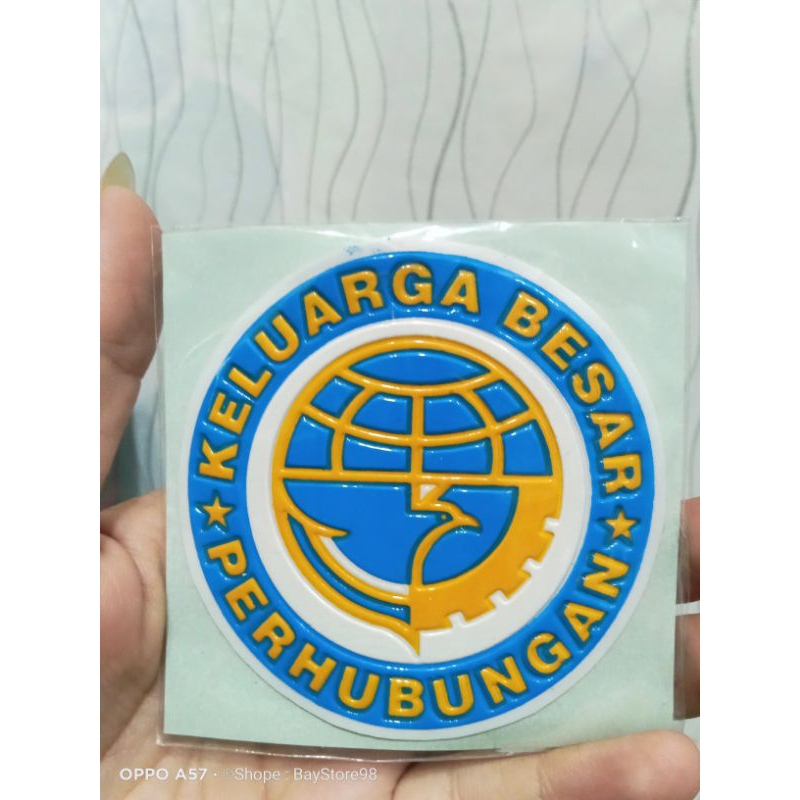 KELUARGA BESAR
PERHUBUNGAN
OPPO A57 · ©Shope : BayStore98